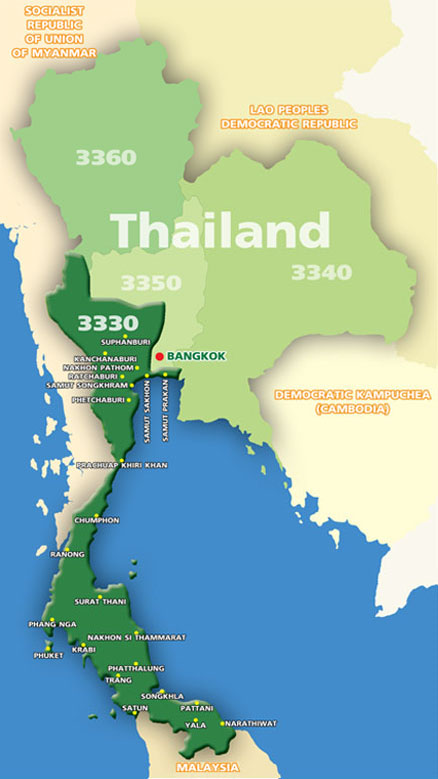 SOCIALIST
REPUBLIC
OF UNION
OF MYANMAR
LAO PEOPLES
DEMOCRATIC REPUBLIC
3360
Thailand
3350
3340
3330
SUPHANBURI
BANGKOK
KANCHANABURI
NAKHON PATHOM
RATCHABURI
SAMUT SONGKHRAM
PHETCHABURI
SAMUT SAKHON
SAMUT PRAKAN
DEMOCRATIC KAMPUCHEA
(CAMBODIA)
PRACHUAP KHIRI KHAN
CHUMPHON
RANONG
SURAT THANI
PHANG NGA
NAKHON SI THAMMARAT
KRABI
PHUKET
PHATTHALUNG
TRANG
SONGKHLA
SATUN
PATTANI
YALA
NARATHIWAT
MALAYSIA